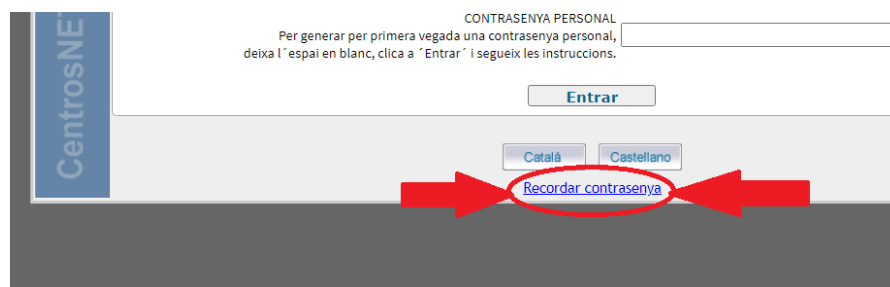 CentrosNET
CONTRASENYA PERSONAL
Per generar per primera vegada una contrasenya personal,
deixa l´espai en blanc, clica a ´Entrar´ i segueix les instruccions.
Entrar
Català
Castellano
Recordar contrasenya